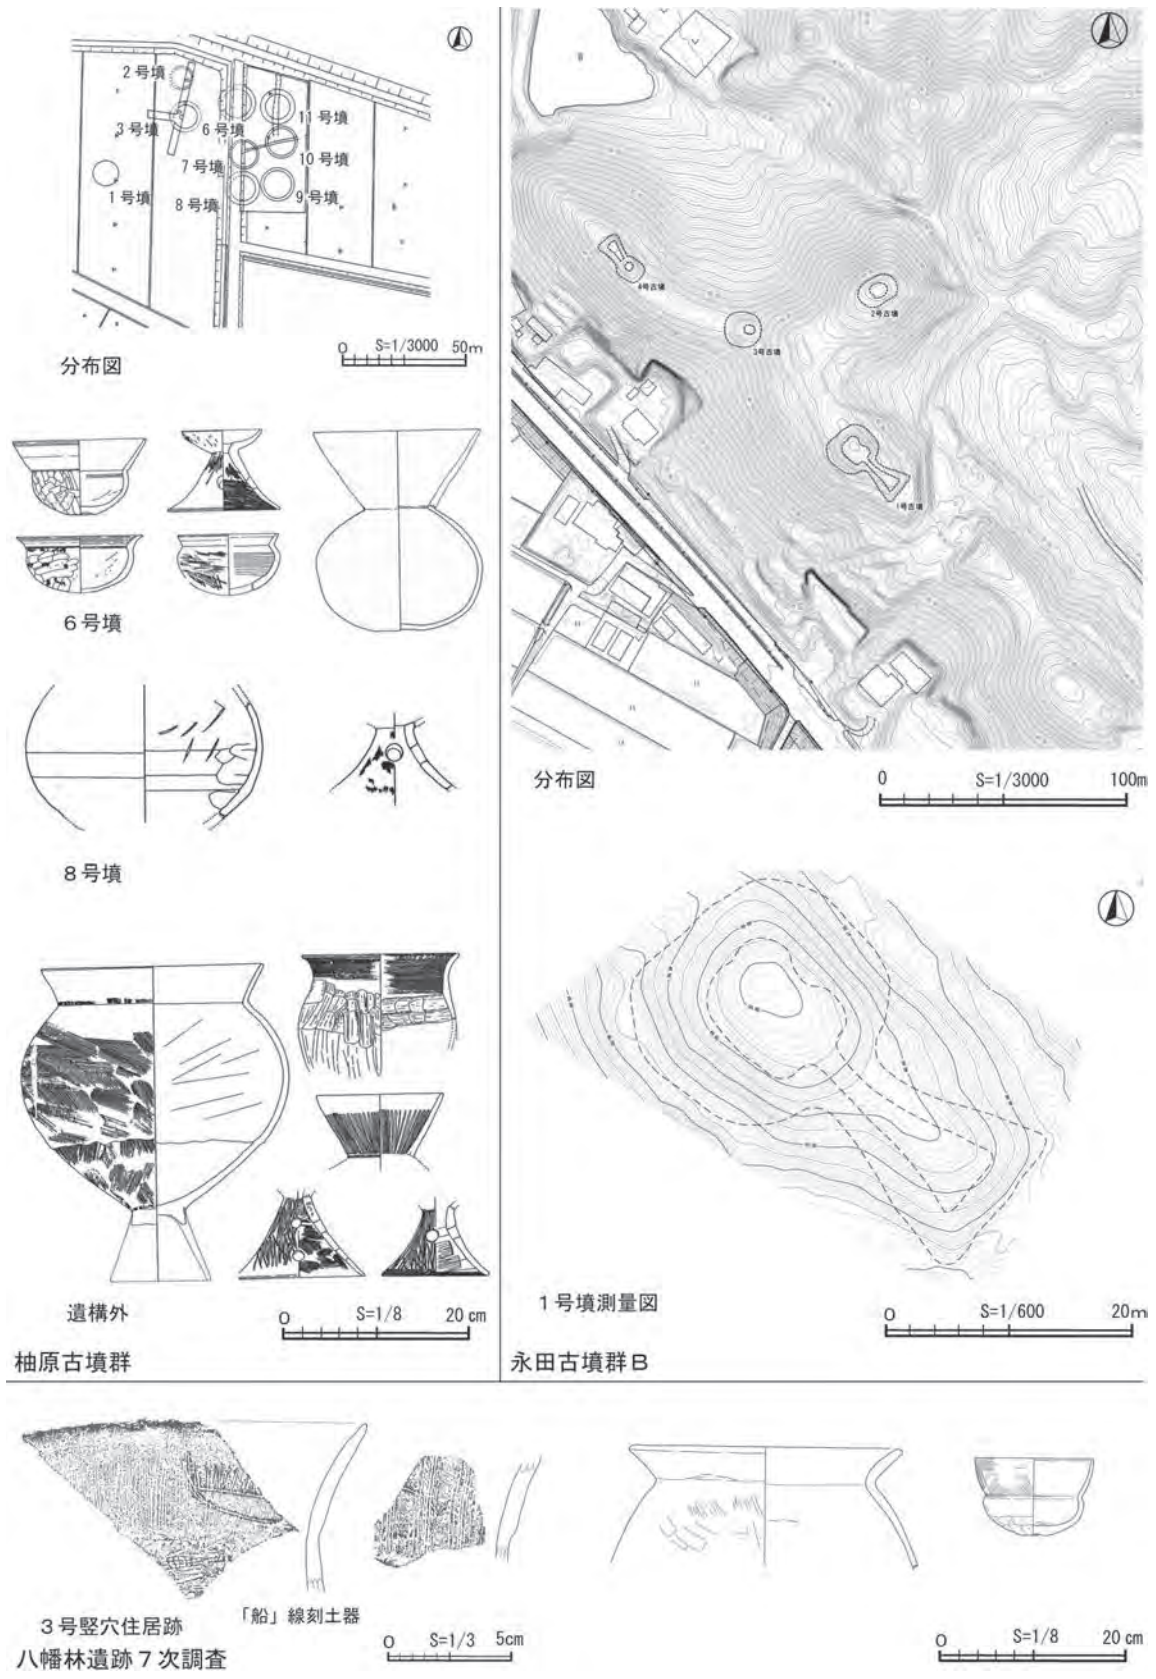 2号墳
3号墳
6号墳
11号墳
7号墳
10号墳
1号墳
8号墳
9号墳
0 S=1/3000 50m
分布図
6号墳
8号墳
遺構外
0 S=1/8 20cm
柚原古墳群
4号古墳
2号古墳
3号古墳
1号古墳
分布図
0 S=1/3000 100m
1号墳測量図
0 S=1/600 20m
永田古墳群B
3号竪穴住居跡
「船」線刻土器
0 S=1/3 5cm
0 S=1/8 20cm
八幡林遺跡7次調査